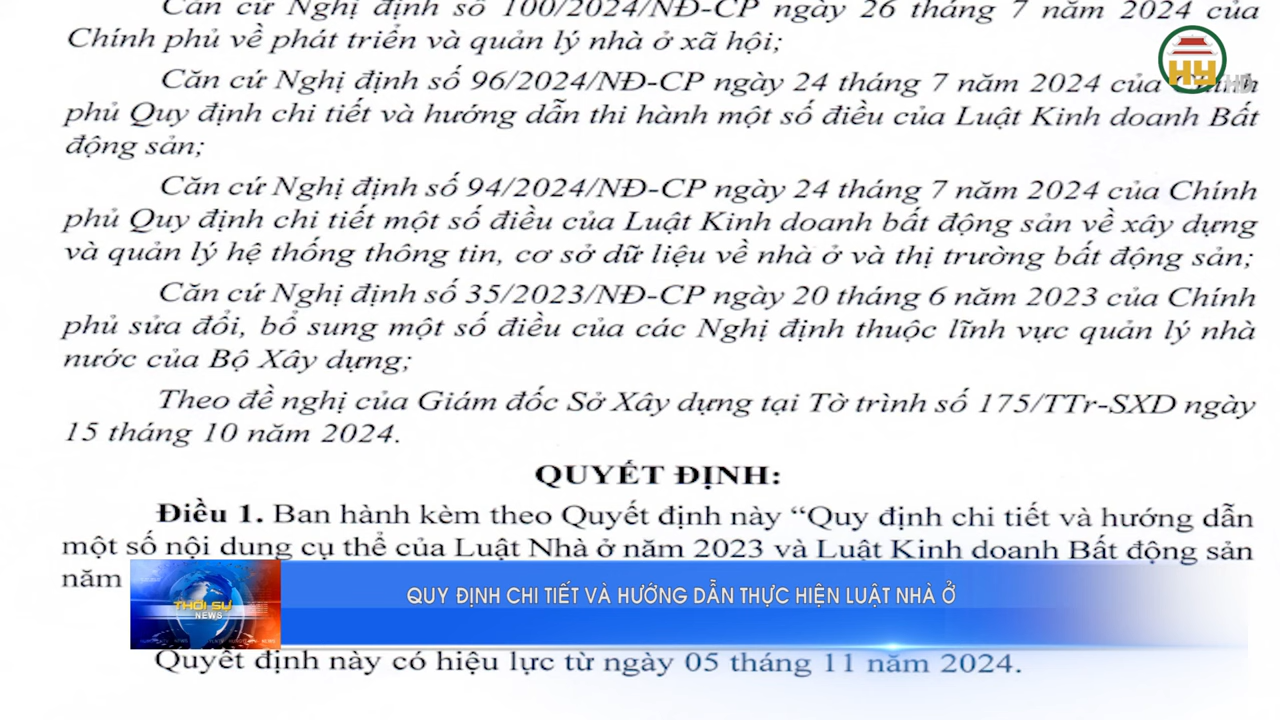 Căn cứ Nghị định số 100/2024/NĐ-CP ngày 26 tháng 7 năm 2024 của
Chính phủ về phát triển và quản lý nhà ở xã hội;
Căn cứ Nghị định số 96/2024/NĐ-CP ngày 24 tháng 7 năm 2024 của
phủ Quy định chi tiết và hướng dẫn thi hành một số điều của Luật Kinh doanh Bất
động sản;
Căn cứ Nghị định số 94/2024/NĐ-CP ngày 24 tháng 7 năm 2024 của Chính
phủ Quy định chi tiết một số điều của Luật Kinh doanh bất động sản về xây dựng
và quản lý hệ thống thông tin, cơ sở dữ liệu về nhà ở và thị trường bất động sản;
Căn cứ Nghị định số 35/2023/NĐ-CP ngày 20 tháng 6 năm 2023 của Chính
phủ sửa đổi, bổ sung một số điều của các Nghị định thuộc lĩnh vực quản lý nhà
nước của Bộ Xây dựng;
Theo đề nghị của Giám đốc Sở Xây dựng tại Tờ trình số 175/TTr-SXD ngày
15 tháng 10 năm 2024.
QUYẾT ĐỊNH:
Điều 1. Ban hành kèm theo Quyết định này “Quy định chi tiết và hướng dẫn
một số nội dung cụ thể của Luật Nhà ở năm 2023 và Luật Kinh doanh Bất động sản
năm
Quyết định này có hiệu lực từ ngày 05 tháng 11 năm 2024.
HY
HD
THỜI SỰ
NEWS
QUY ĐỊNH CHI TIẾT VÀ HƯỚNG DẪN THỰC HIỆN LUẬT NHÀ Ở